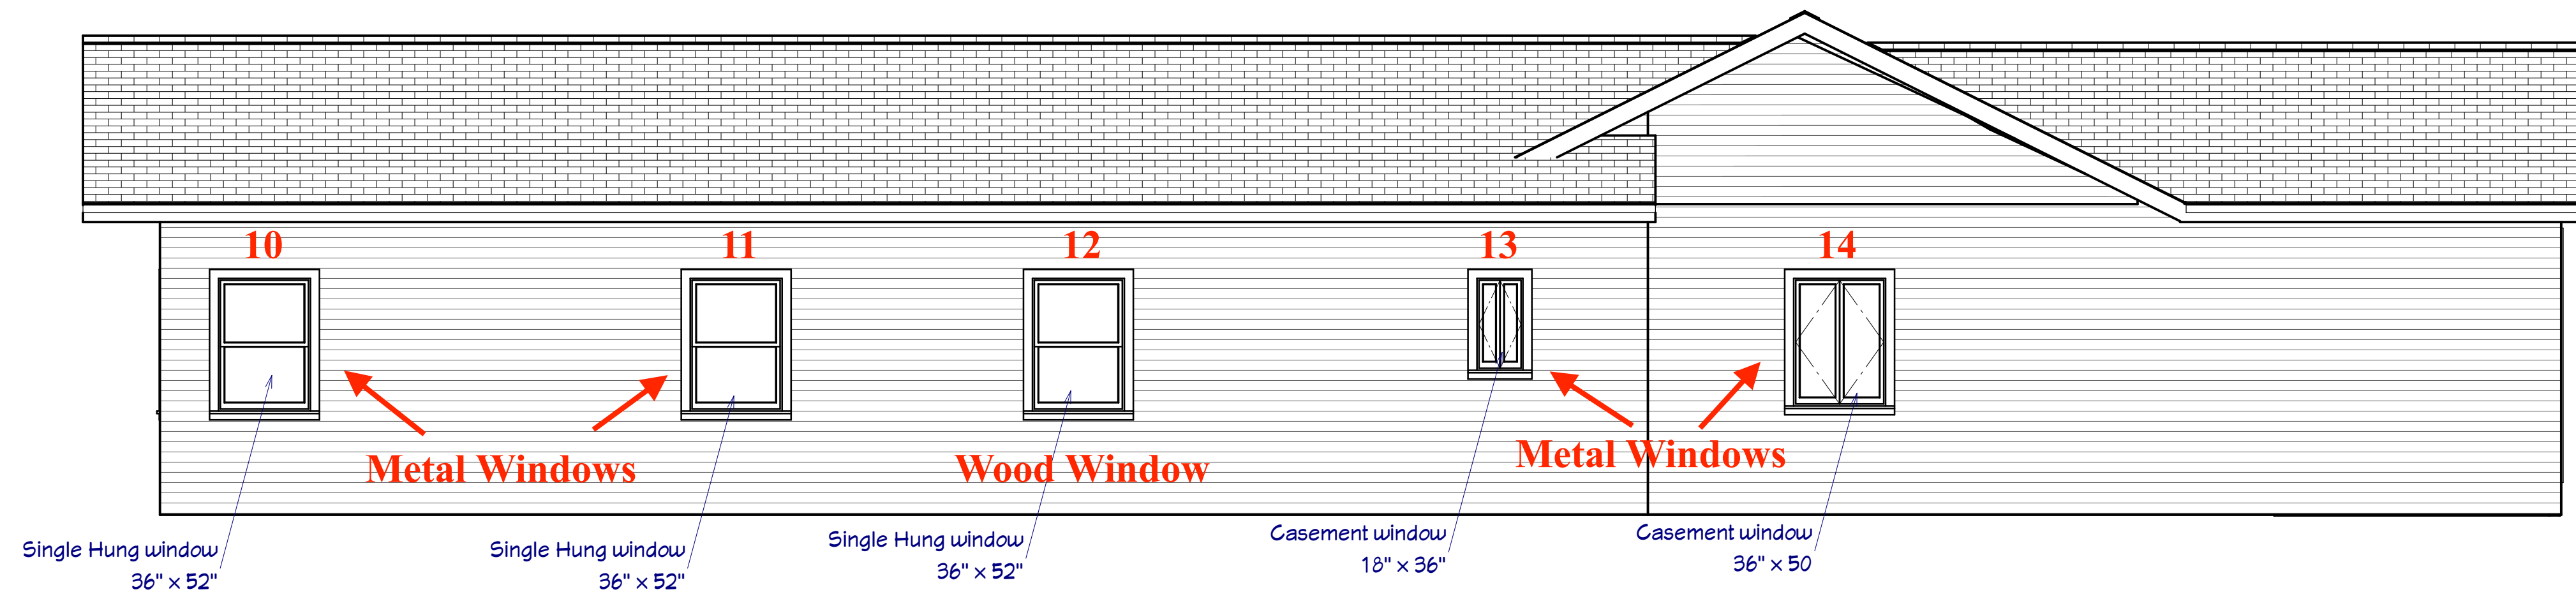 10
11
12
13
14
Metal Windows
Wood Window
Metal Windows
Single Hung window
36" x 52"
Single Hung window
36" x 52"
Single Hung window
36" x 52"
Casement window
18" x 36"
Casement window
36" x 50